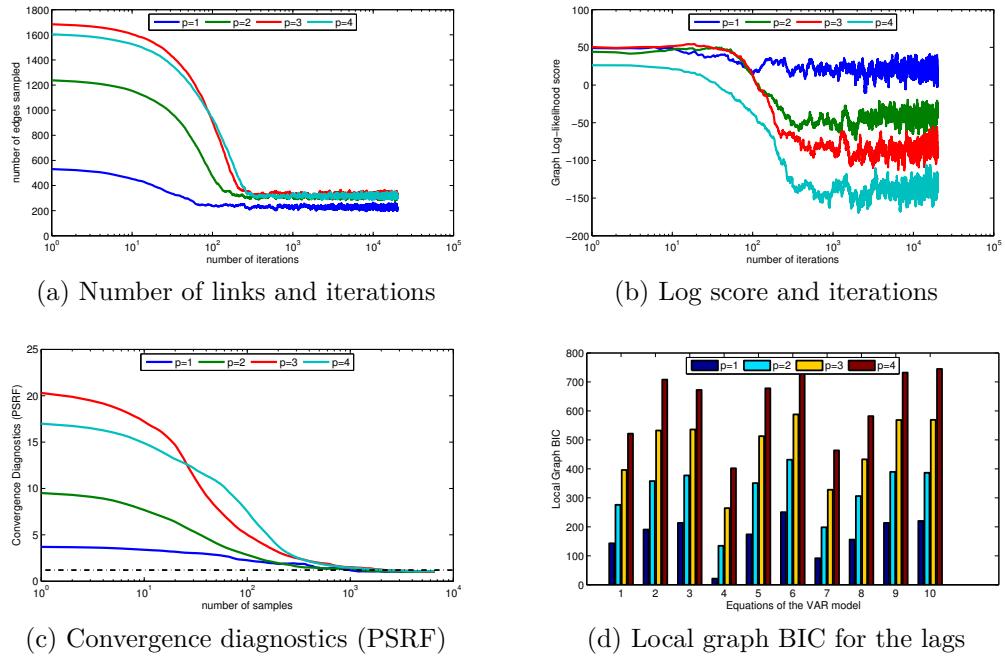 1800
1600
1400
1200
1000
800
600
400
200
0
number of edges sampled
p=1 p=2 p=3 p=4
10^0 10^1 10^2 10^3 10^4 10^5
number of iterations
(a) Number of links and iterations
100
50
0
−50
−100
−150
−200
Graph Log−likelihood score
p=1 p=2 p=3 p=4
10^0 10^1 10^2 10^3 10^4 10^5
number of iterations
(b) Log score and iterations
25
20
15
10
5
0
Convergence Diagnostics (PSRF)
p=1 p=2 p=3 p=4
10^0 10^1 10^2 10^3 10^4
number of samples
(c) Convergence diagnostics (PSRF)
800
700
600
500
400
300
200
100
0
Local Graph BIC
p=1 p=2 p=3 p=4
1 2 3 4 5 6 7 8 9 10
Equations of the VAR model
(d) Local graph BIC for the lags